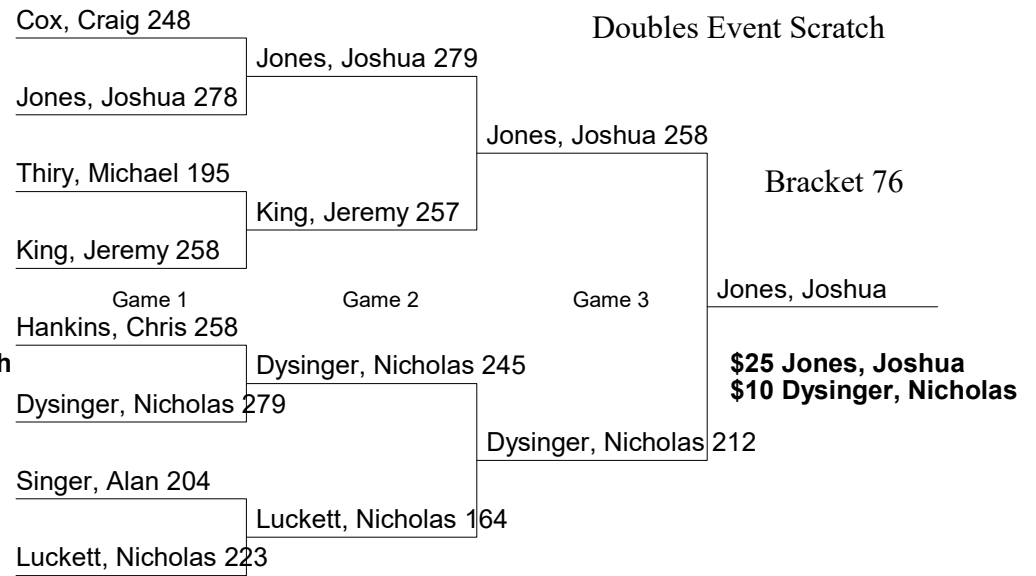 Cox, Craig 248
Doubles Event Scratch
Jones, Joshua 279
Jones, Joshua 278
Jones, Joshua 258
Thiry, Michael 195
Bracket 76
King, Jeremy 257
King, Jeremy 258
Game 1
Game 2
Game 3
Jones, Joshua
Hankins, Chris 258
h
Dysinger, Nicholas 245
$25 Jones, Joshua
$10 Dysinger, Nicholas
Dysinger, Nicholas 279
Dysinger, Nicholas 212
Singer, Alan 204
Luckett, Nicholas 164
Luckett, Nicholas 223